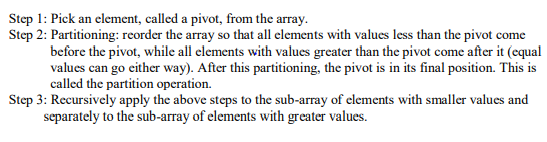 Step 1: Pick an element, called a pivot, from the array.
Step 2: Partitioning: reorder the array so that all elements with values less than the pivot come
before the pivot, while all elements with values greater than the pivot come after it (equal
values can go either way). After this partitioning, the pivot is in its final position. This is
called the partition operation.
Step 3: Recursively apply the above steps to the sub-array of elements with smaller values and
separately to the sub-array of elements with greater values.